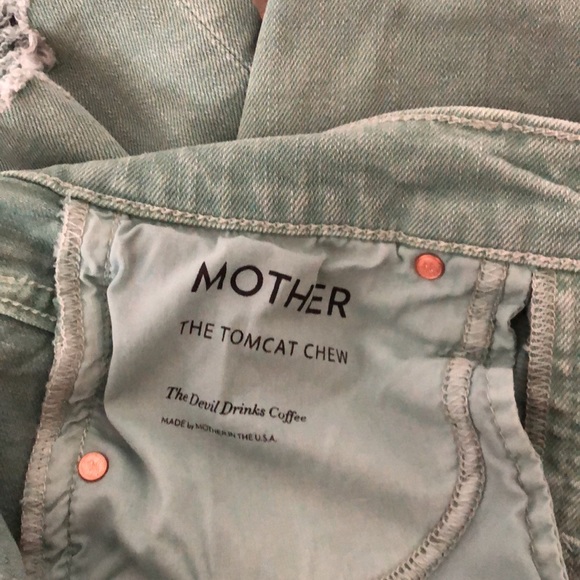 MOTHER
THE TOMCAT CHEW
The Devil Drinks Coffee
MADE by MOTHER IN THE U.S.A.